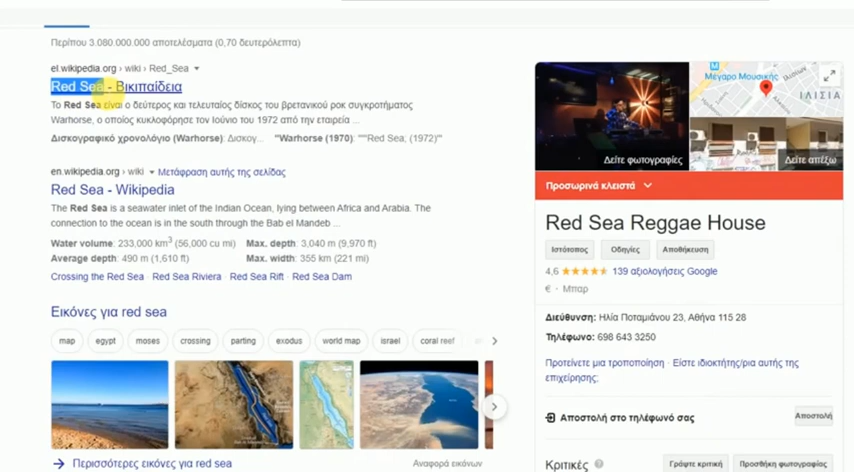 Περίπου 3.080.000.000 αποτελέσματα (0,70 δευτερόλεπτα)
el.wikipedia.org › wiki › Red_Sea
Red Sea - Βικιπαίδεια
Το Red Sea είναι ο δεύτερος και τελευταίος δίσκος του βρετανικού ροκ συγκροτήματος
Warhorse, ο οποίος κυκλοφόρησε τον Ιούνιο του 1972 από την εταιρεία ...
Δισκογραφικό χρονολόγιο (Warhorse): Δισκογ... "Warhorse (1970): """Red Sea; (1972)"
en.wikipedia.org › wiki Μετάφραση αυτής της σελίδας
Red Sea - Wikipedia
The Red Sea is a seawater inlet of the Indian Ocean, lying between Africa and Arabia. The
connection to the ocean is in the south through the Bab el Mandeb ...
Water volume: 233,000 km³ (56,000 cu mi) Max. depth: 3,040 m (9,970 ft)
Average depth: 490 m (1,610 ft) Max. width: 355 km (221 mi)
Crossing the Red Sea · Red Sea Riviera · Red Sea Rift · Red Sea Dam
Εικόνες για red sea
map egypt moses crossing parting exodus world map israel coral reef
Περισσότερες εικόνες για red sea Αναφορά εικόνων
Μέγαρο Μουσικής
ΙΛΙΣΙΑ
Δείτε φωτογραφίες
Δείτε απέξω
Προσωρινά κλειστά
Red Sea Reggae House
Ιστότοπος Οδηγίες Αποθήκευση
4,6 139 αξιολογήσεις Google
€ · Μπαρ
Διεύθυνση: Ηλία Ποταμιάνου 23, Αθήνα 115 28
Τηλέφωνο: 698 643 3250
Προτείνετε μια τροποποίηση · Είστε ιδιοκτήτης/ρια αυτής της
επιχείρησης;
Αποστολή στο τηλέφωνό σας Αποστολή
Κριτικές Γράψτε κριτική Προσθήκη φωτογραφίας